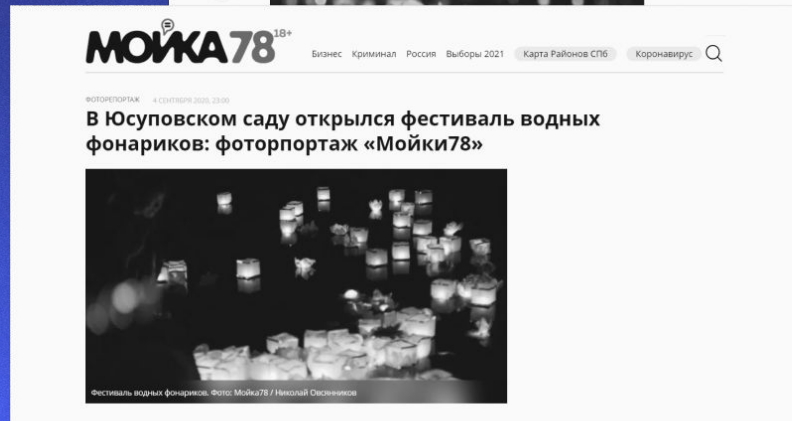 МОЙКА78 18+
Бизнес Криминал Россия Выборы 2021 Карта Районов СПб Коронавирус
ФОТОРЕПОРТАЖ 4 СЕНТЯБРЯ 2020, 23:00
В Юсуповском саду открылся фестиваль водных
фонариков: фоторпортаж «Мойки78»
Фестиваль водных фонариков. Фото: Мойка78 / Николай Овсянников